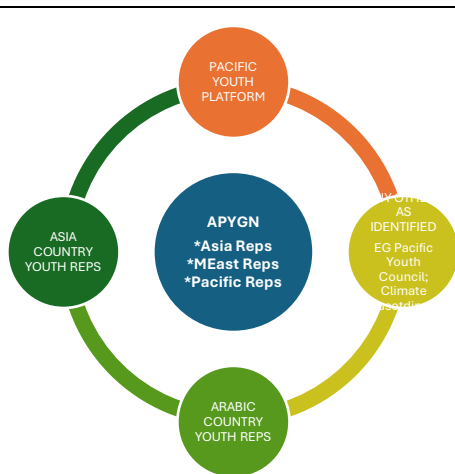 PACIFIC
YOUTH
PLATFORM
APYGN
*Asia Reps
*MEast Reps
*Pacific Reps
AS
IDENTIFIED
EG Pacific
Youth
Council;
Climate
ASIA
COUNTRY
YOUTH REPS
ARABIC
COUNTRY
YOUTH REPS